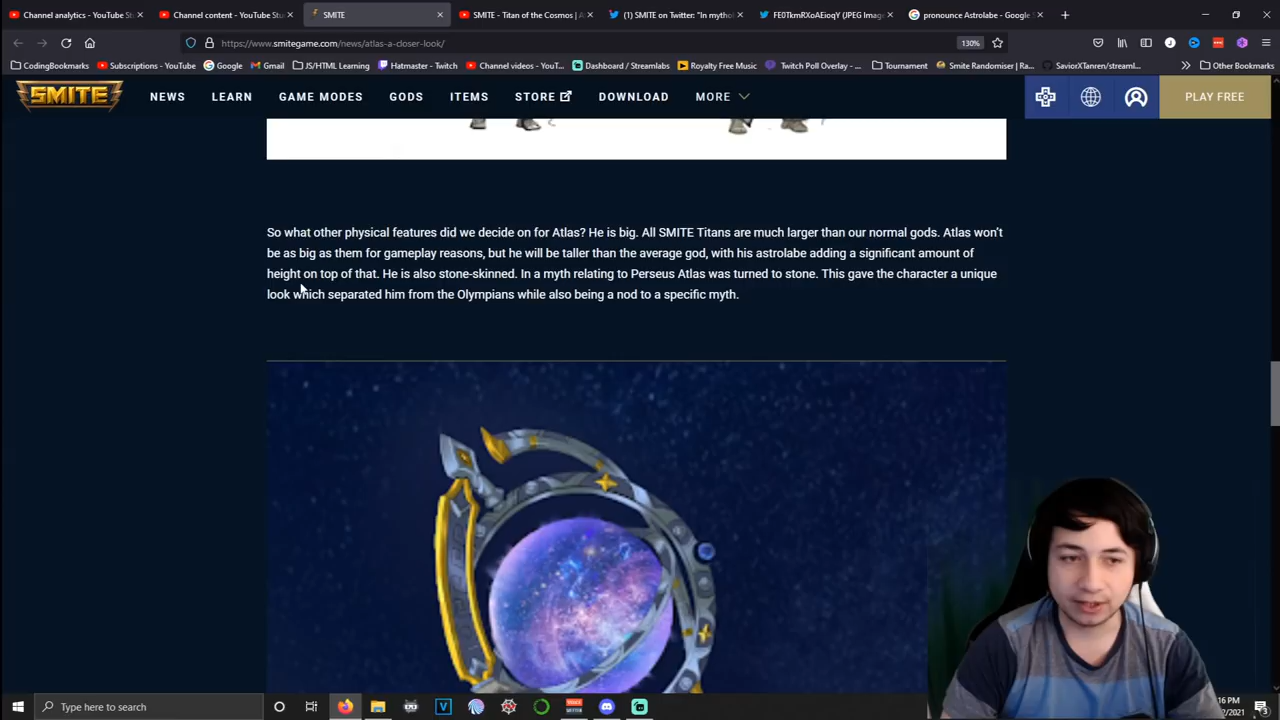 Channel analytics - YouTube Stu
Channel content - YouTube Stu
SMITE
SMITE - Titan of the Cosmos | A
(1) SMITE on Twitter: "In mythol
FE0TkmRXoAEioqY (JPEG Imag
pronounce Astrolabe - Google S
https://www.smitegame.com/news/atlas-a-closer-look/
130%
CodingBookmarks
Subscriptions - YouTube
Google
Gmail
JS/HTML Learning
Hatmaster - Twitch
Channel videos - YouT...
Dashboard / Streamlabs
Royalty Free Music
Twitch Poll Overlay - ...
Tournament
Smite Randomiser | Ra...
SaviorXTanren/streaml...
Other Bookmarks
SMITE
NEWS
LEARN
GAME MODES
GODS
ITEMS
STORE
DOWNLOAD
MORE
PLAY FREE
So what other physical features did we decide on for Atlas? He is big. All SMITE Titans are much larger than our normal gods. Atlas won't
be as big as them for gameplay reasons, but he will be taller than the average god, with his astrolabe adding a significant amount of
height on top of that. He is also stone-skinned. In a myth relating to Perseus Atlas was turned to stone. This gave the character a unique
look which separated him from the Olympians while also being a nod to a specific myth.
Type here to search
16 PM
2/2021